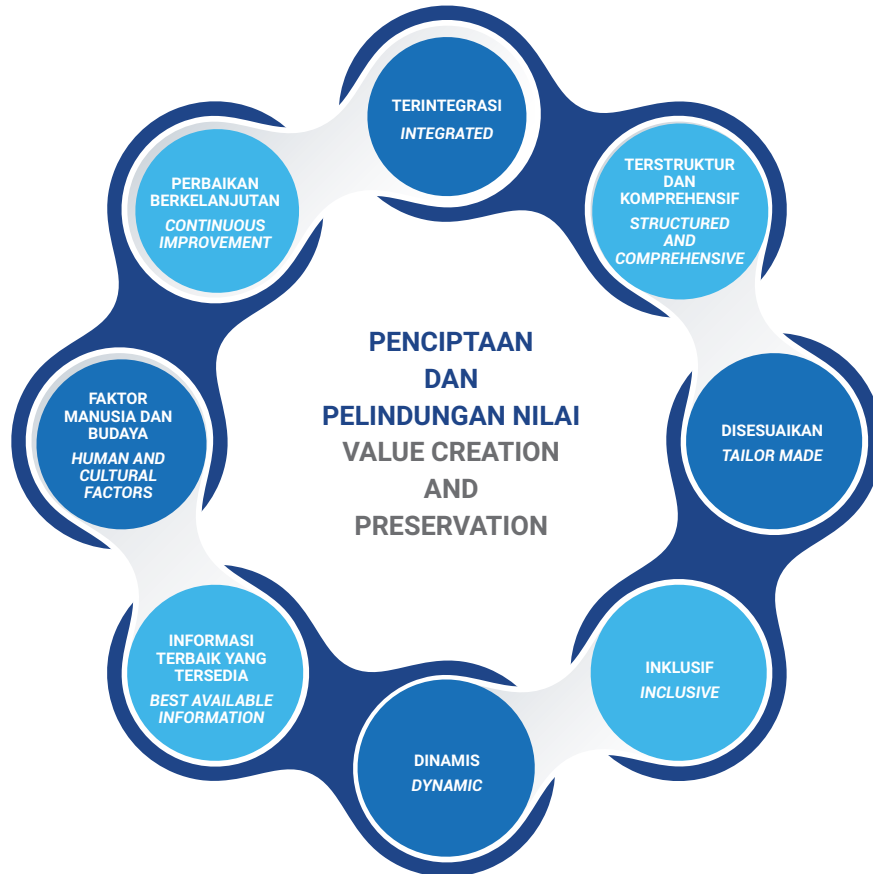 TERINTEGRASI
INTEGRATED
TERSTRUKTUR
DAN
KOMPREHENSIF
STRUCTURED
AND
COMPREHENSIVE
PERBAIKAN
BERKELANJUTAN
CONTINUOUS
IMPROVEMENT
PENCIPTAAN
DAN
PELINDUNGAN NILAI
VALUE CREATION
AND
PRESERVATION
FAKTOR
MANUSIA DAN
BUDAYA
HUMAN AND
CULTURAL
FACTORS
DISESUAIKAN
TAILOR MADE
INFORMASI
TERBAIK YANG
TERSEDIA
BEST AVAILABLE
INFORMATION
INKLUSIF
INCLUSIVE
DINAMIS
DYNAMIC